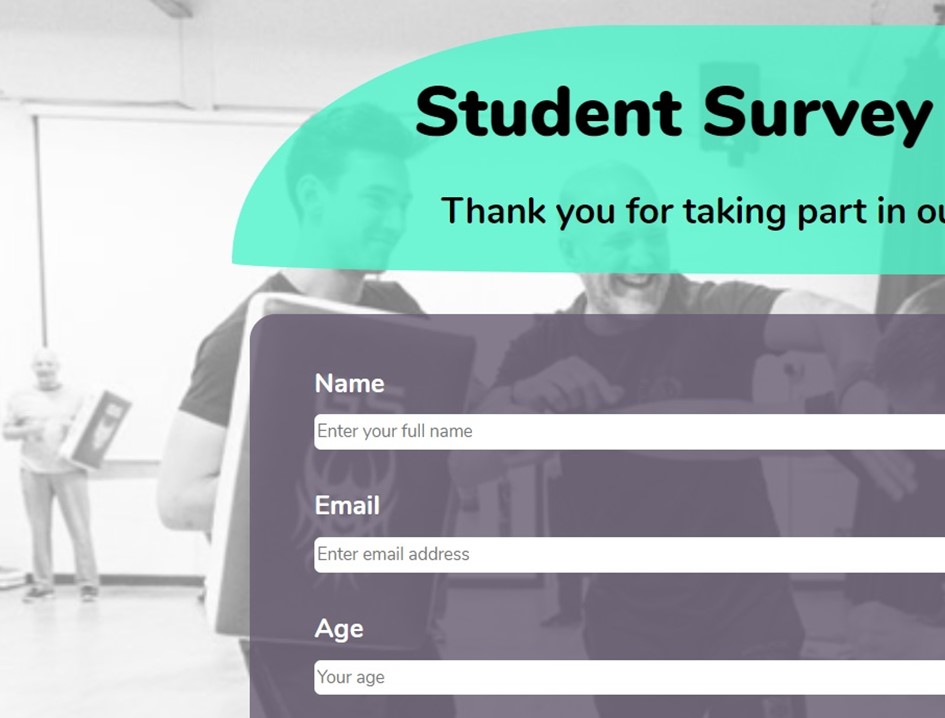 Student Survey
Thank you for taking part in ou
Name
Enter your full name
Email
Enter email address
Age
Your age